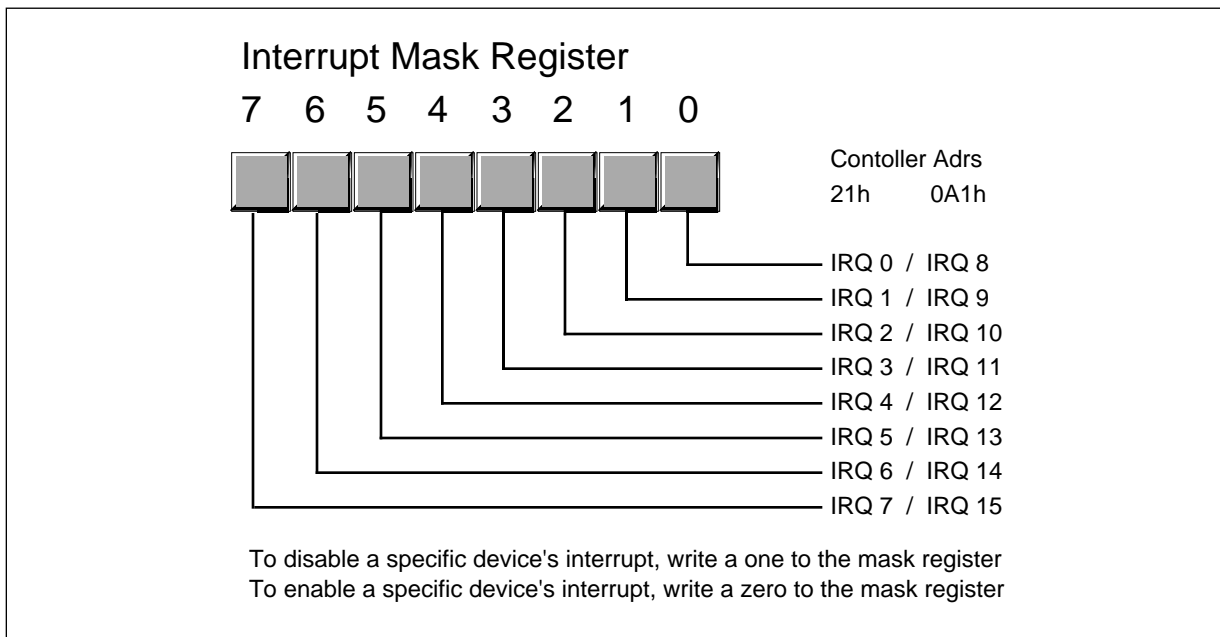 Interrupt Mask Register
7 6 5 4 3 2 1 0
Contoller Adrs
21h 0A1h
IRQ 0 / IRQ 8
IRQ 1 / IRQ 9
IRQ 2 / IRQ 10
IRQ 3 / IRQ 11
IRQ 4 / IRQ 12
IRQ 5 / IRQ 13
IRQ 6 / IRQ 14
IRQ 7 / IRQ 15
To disable a specific device's interrupt, write a one to the mask register
To enable a specific device's interrupt, write a zero to the mask register